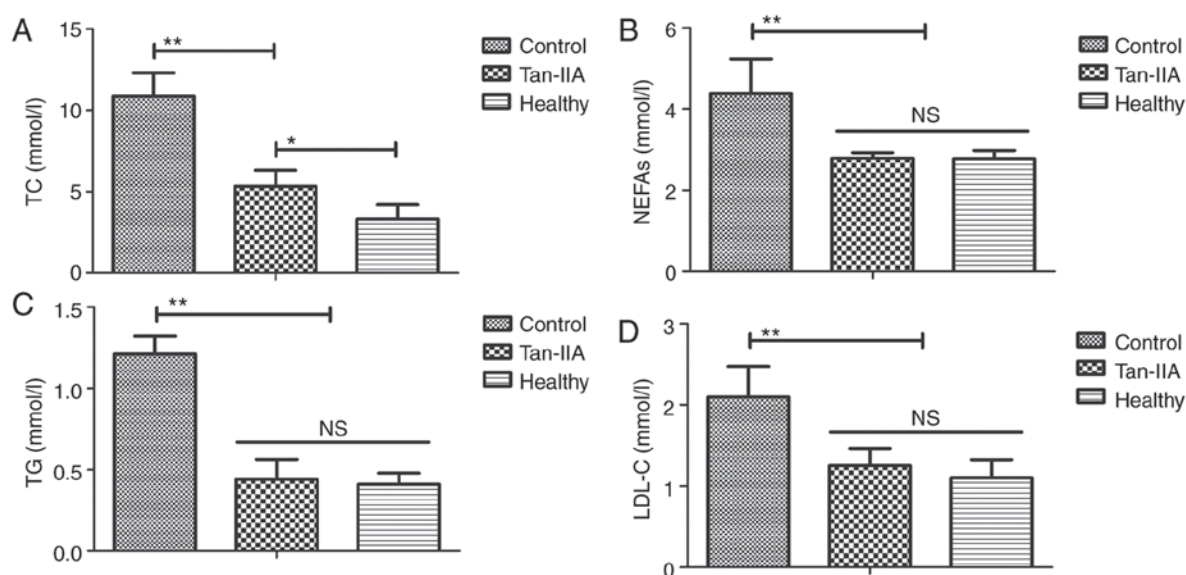 A
TC (mmol/l)
15
10
5
0
**
*
Control
Tan-IIA
Healthy
B
NEFAs (mmol/l)
6
4
2
0
**
NS
Control
Tan-IIA
Healthy
C
TG (mmol/l)
1.5
1.0
0.5
0.0
**
NS
Control
Tan-IIA
Healthy
D
LDL-C (mmol/l)
3
2
1
0
**
NS
Control
Tan-IIA
Healthy